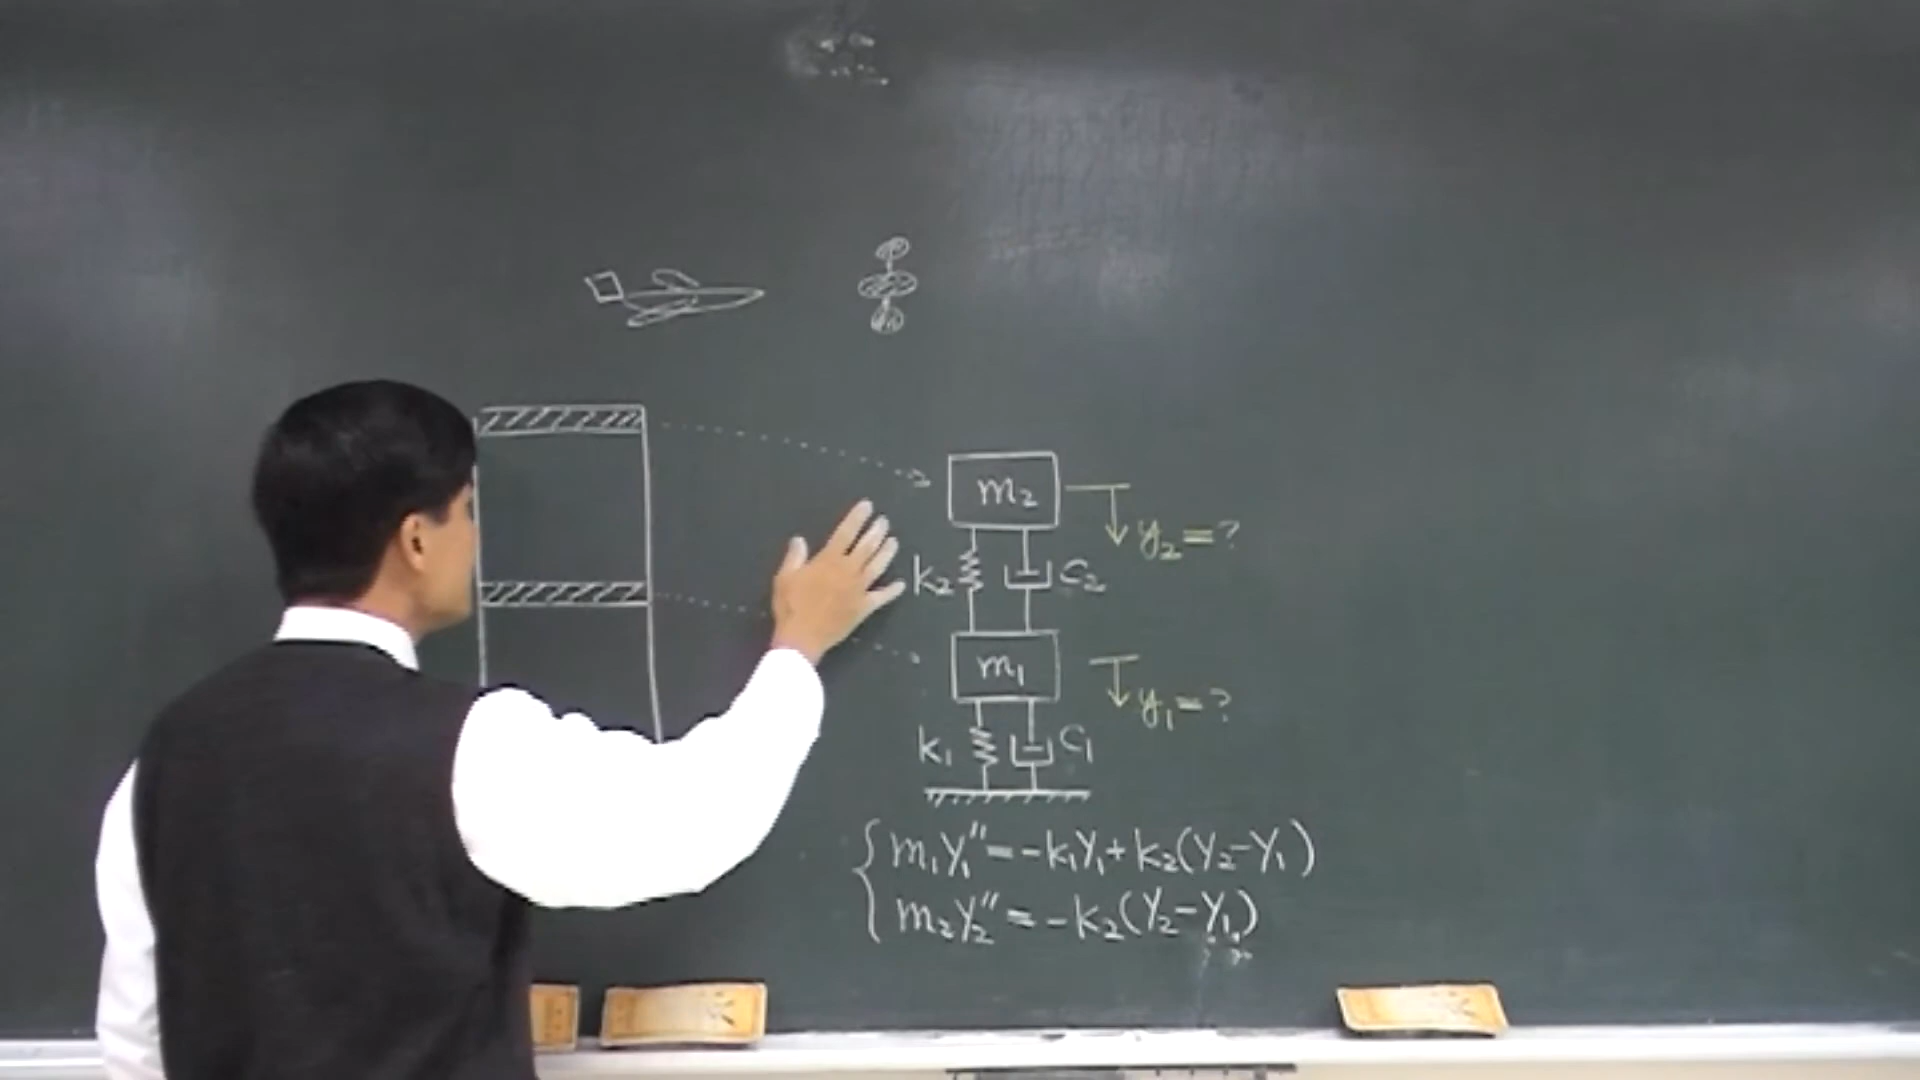 m₂
y₂=?
k₂ c₂
m₁
y₁=?
k₁ c₁
m₁y₁″=-k₁y₁+k₂(y₂-y₁)
m₂y₂″=-k₂(y₂-y₁)